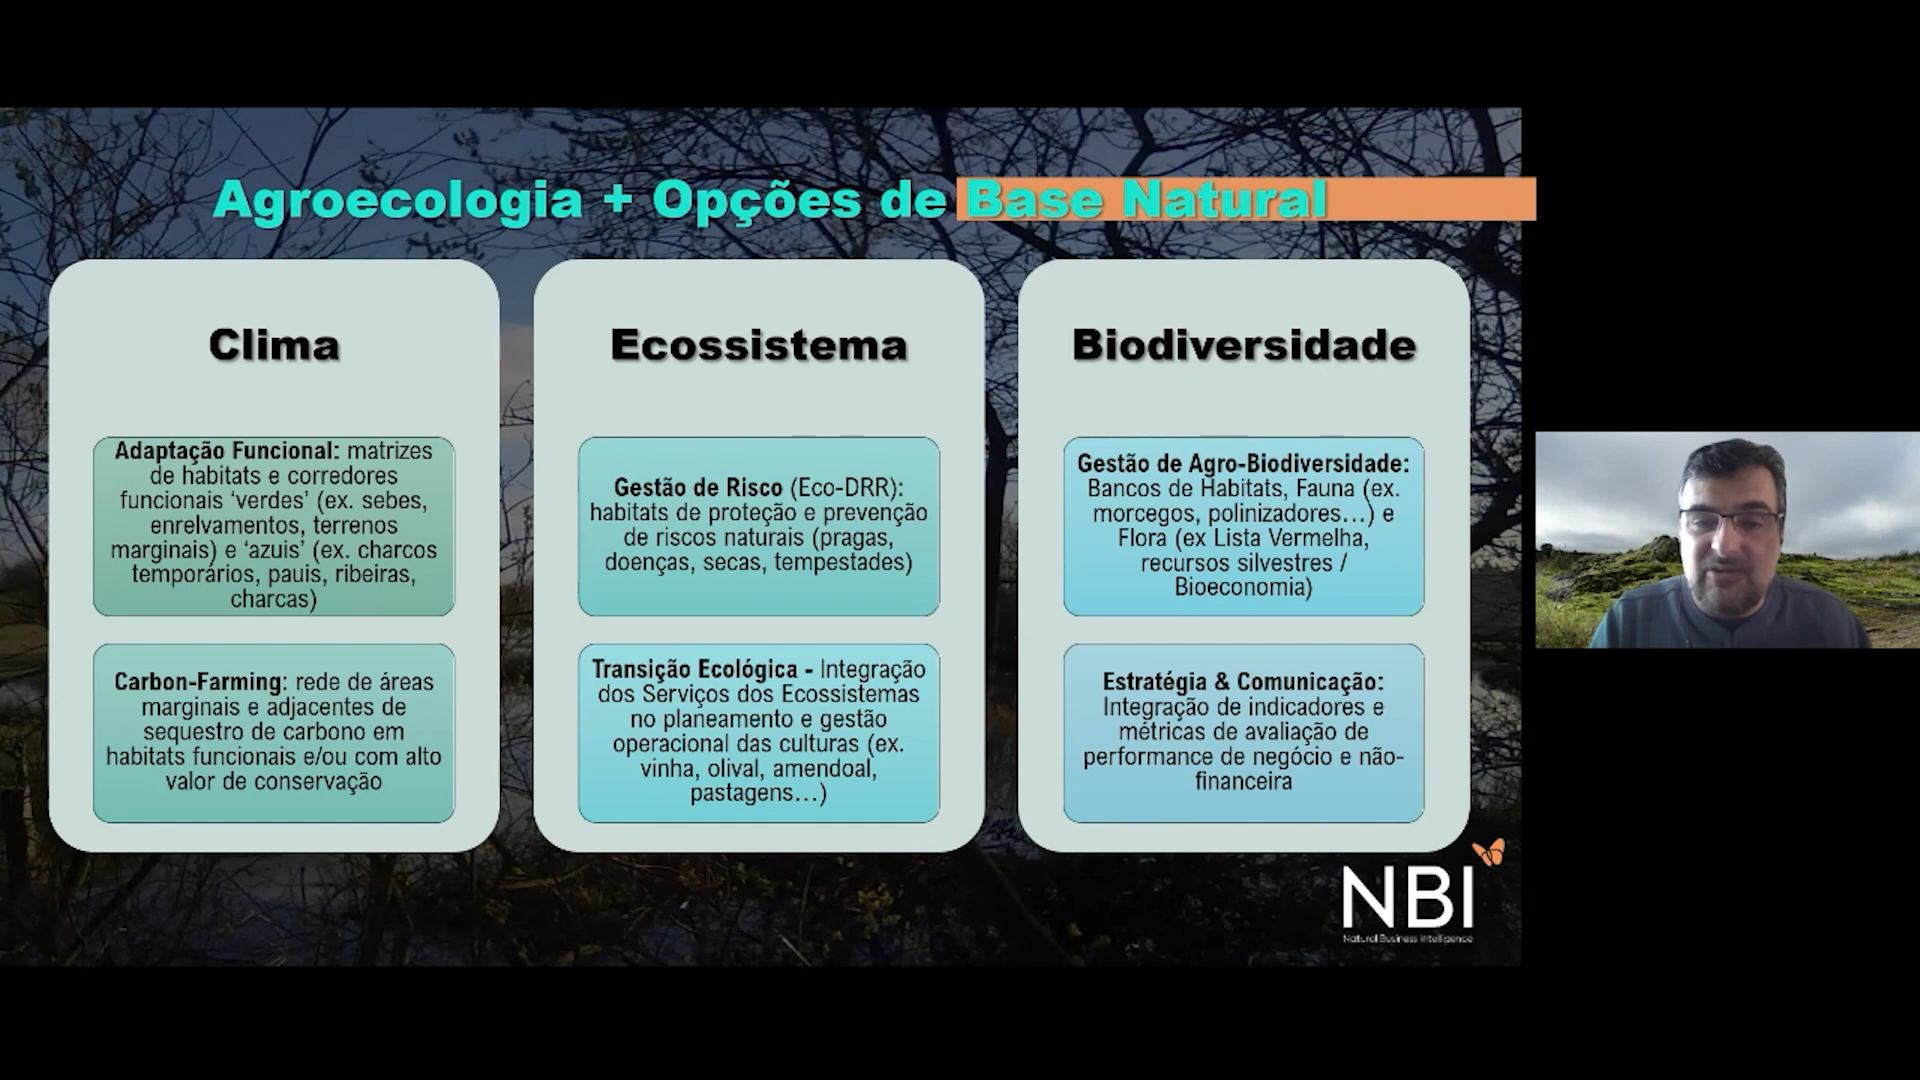 Agroecologia + Opções de Base Natural
Clima
Adaptação Funcional: matrizes
de habitats e corredores
funcionais ‘verdes’ (ex. sebes,
enrelvamentos, terrenos
marginais) e ‘azuis’ (ex. charcos
temporários, pauis, ribeiras,
charcas)
Carbon-Farming: rede de áreas
marginais e adjacentes de
sequestro de carbono em
habitats funcionais e/ou com alto
valor de conservação
Ecossistema
Gestão de Risco (Eco-DRR):
habitats de proteção e prevenção
de riscos naturais (pragas,
doenças, secas, tempestades)
Transição Ecológica - Integração
dos Serviços dos Ecossistemas
no planeamento e gestão
operacional das culturas (ex.
vinha, olival, amendoal,
pastagens…)
Biodiversidade
Gestão de Agro-Biodiversidade:
Bancos de Habitats, Fauna (ex.
morcegos, polinizadores…) e
Flora (ex Lista Vermelha,
recursos silvestres /
Bioeconomia)
Estratégia & Comunicação:
Integração de indicadores e
métricas de avaliação de
performance de negócio e não-
financeira
NBI
Natural Business Intelligence